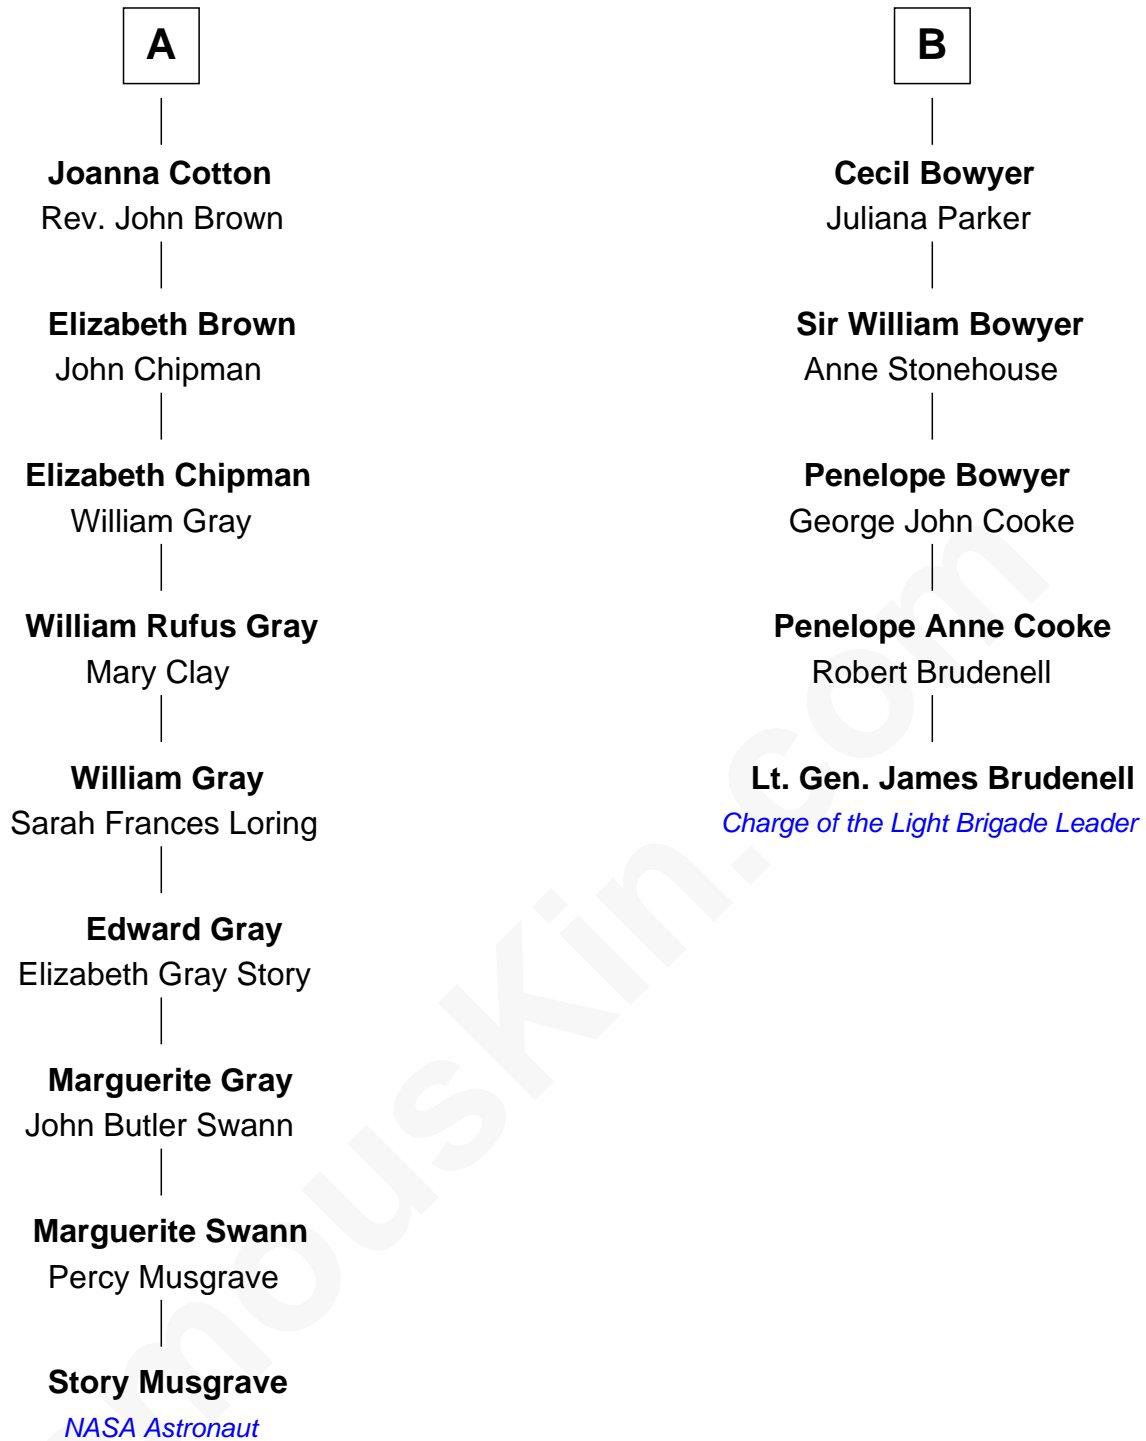 A
Joanna Cotton
Rev. John Brown
Elizabeth Brown
John Chipman
Elizabeth Chipman
William Gray
William Rufus Gray
Mary Clay
William Gray
Sarah Frances Loring
Edward Gray
Elizabeth Gray Story
Marguerite Gray
John Butler Swann
Marguerite Swann
Percy Musgrave
Story Musgrave
NASA Astronaut
B
Cecil Bowyer
Juliana Parker
Sir William Bowyer
Anne Stonehouse
Penelope Bowyer
George John Cooke
Penelope Anne Cooke
Robert Brudenell
Lt. Gen. James Brudenell
Charge of the Light Brigade Leader
mousKin.com